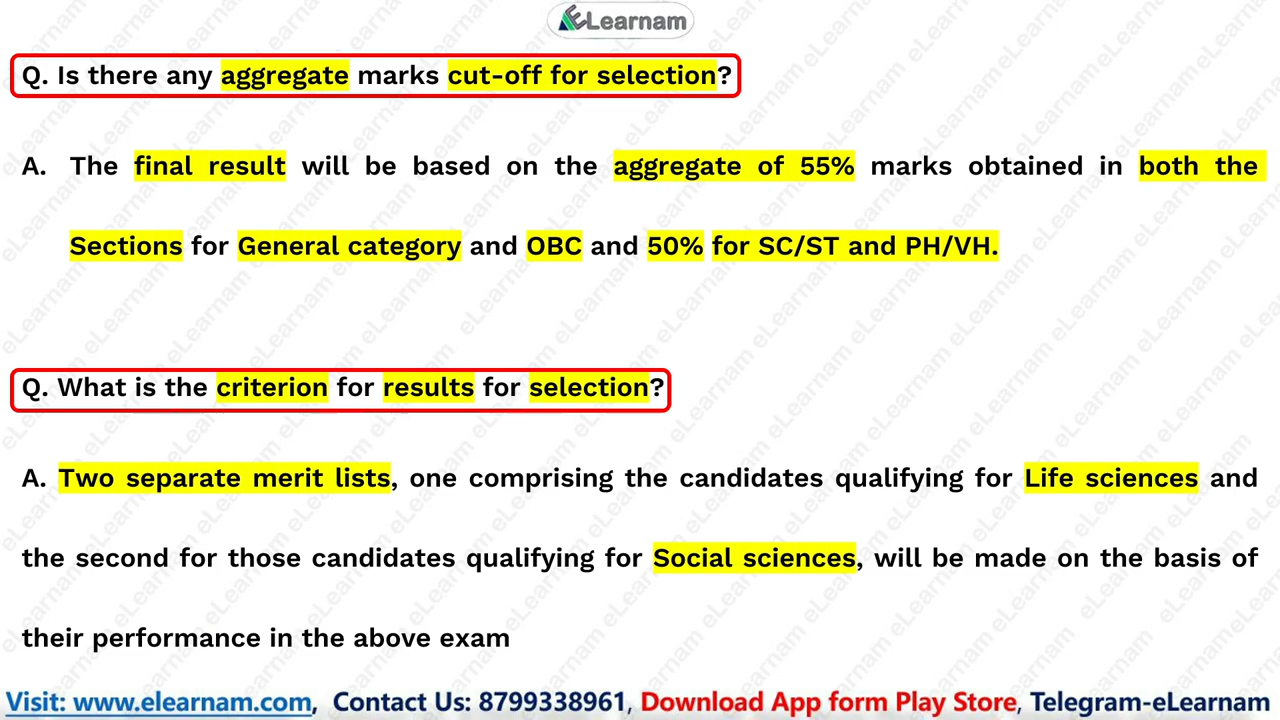 ELearnam
Q. Is there any aggregate marks cut-off for selection?
A. The final result will be based on the aggregate of 55% marks obtained in both the
Sections for General category and OBC and 50% for SC/ST and PH/VH.
Q. What is the criterion for results for selection?
A. Two separate merit lists, one comprising the candidates qualifying for Life sciences and
the second for those candidates qualifying for Social sciences, will be made on the basis of
their performance in the above exam
Visit: www.elearnam.com, Contact Us: 8799338961, Download App form Play Store, Telegram-eLearnam